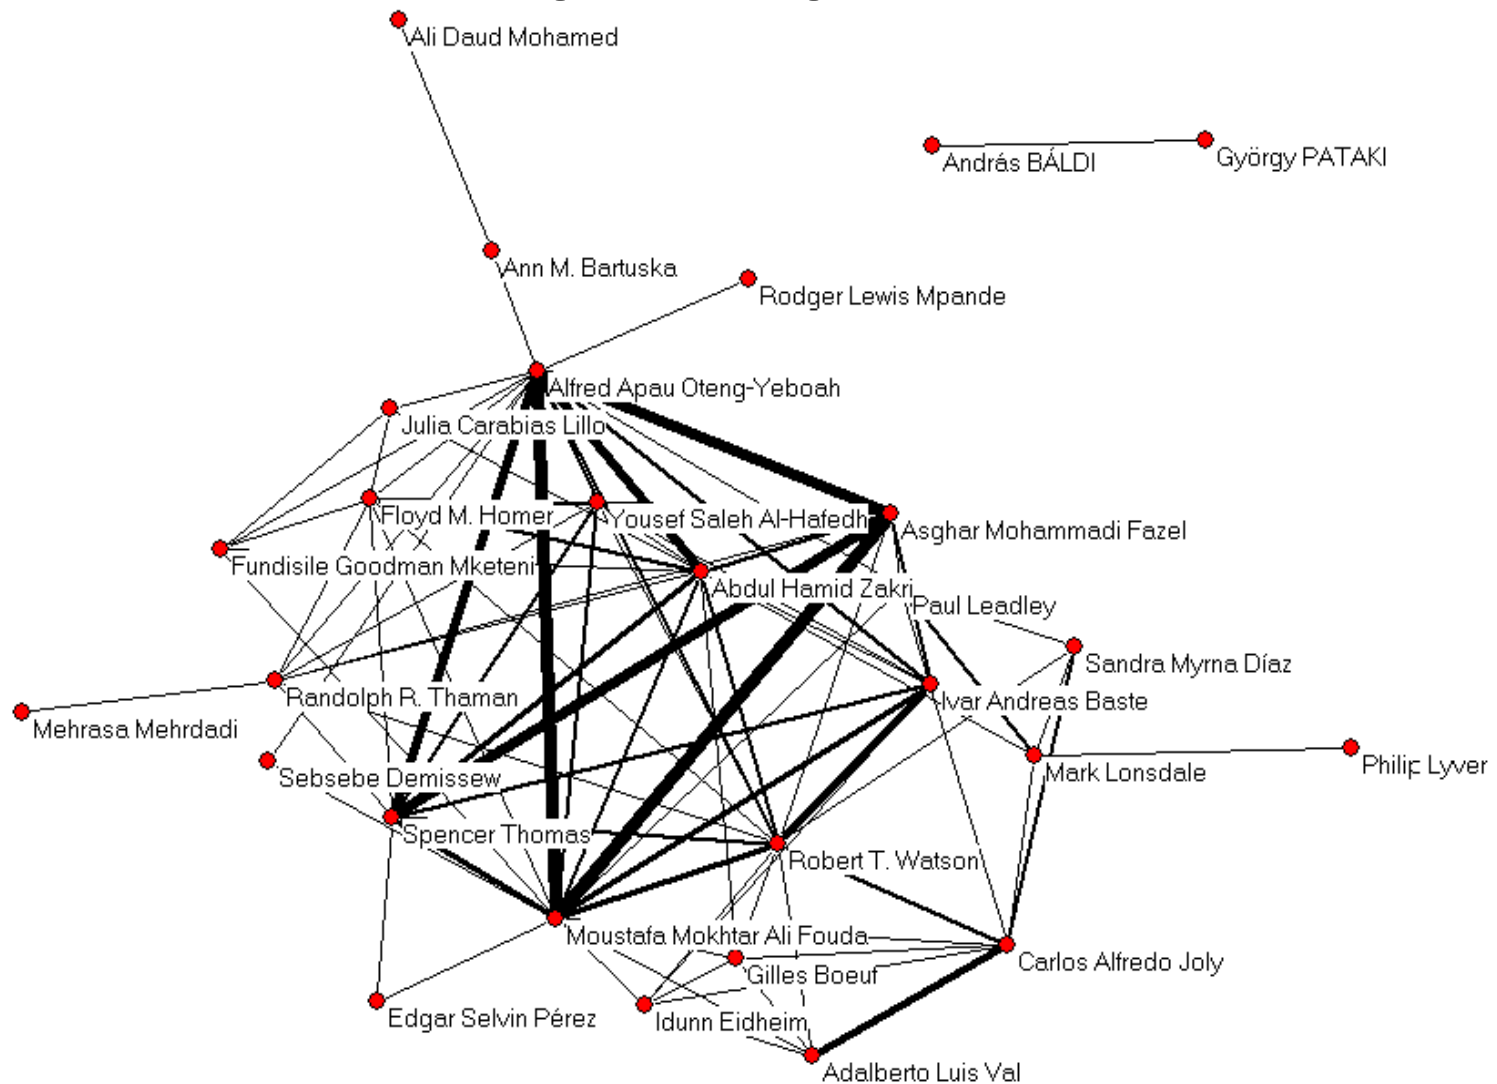 Ali Daud Mohamed
András BÁLDI
György PATAKI
Ann M. Bartuska
Rodger Lewis Mpande
Alfred Apau Oteng-Yeboah
Julia Carabias Lillo
Floyd M. Homer
Yousef Saleh Al-Hafedh
Asghar Mohammadi Fazel
Fundisile Goodman Mketeni
Abdul Hamid Zakri
Paul Leadley
Sandra Myrna Díaz
Randolph R. Thaman
Ivar Andreas Baste
Mehrasa Mehrdadi
Sebsebe Demissew
Mark Lonsdale
Philip Lyver
Spencer Thomas
Robert T. Watson
Moustafa Mokhtar Ali Fouda
Carlos Alfredo Joly
Gilles Boeuf
Edgar Selvin Pérez
Idunn Eidheim
Adalberto Luis Val